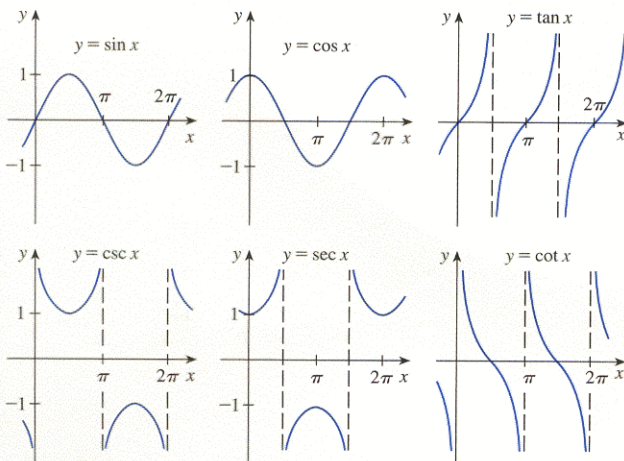 y
y = sin x
1
π
2π
x
−1
y
y = cos x
1
π
2π
x
−1
y
y = tan x
2π
π
x
y
y = csc x
1
π
2π
x
−1
y
y = sec x
1
π
2π
x
−1
y
y = cot x
π
2π
x